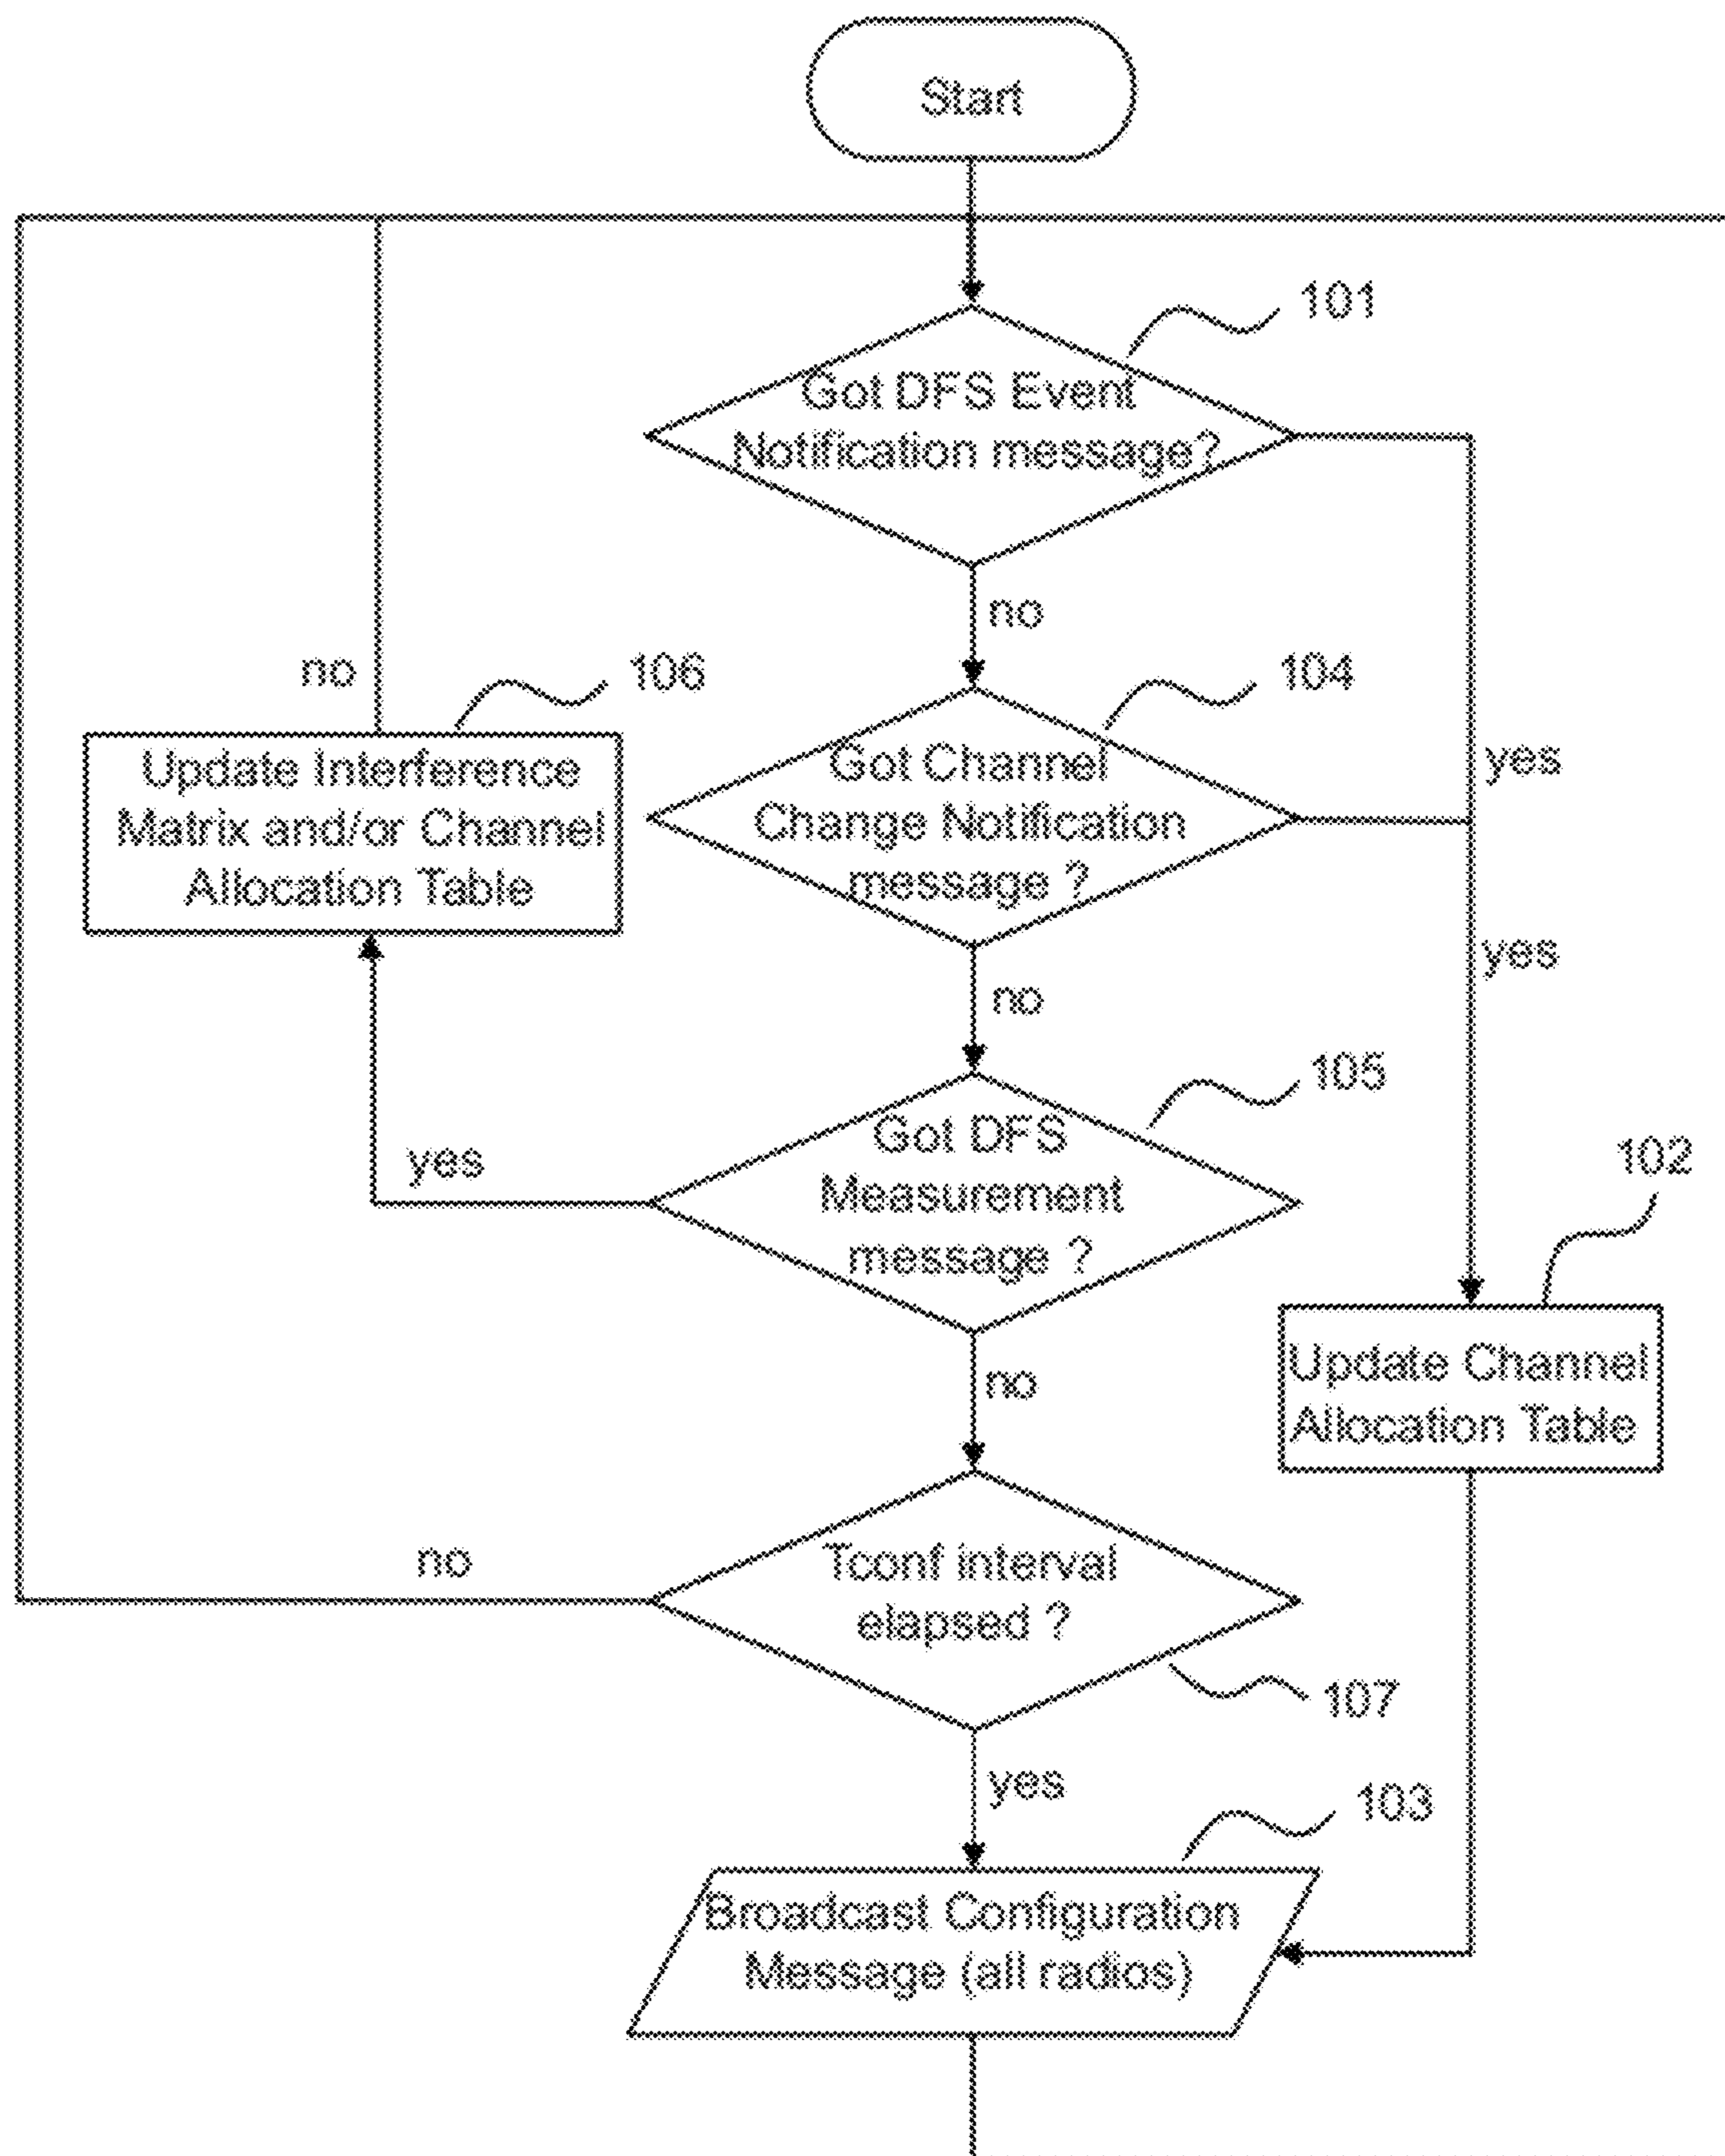 Start
101
Got DFS Event
Notification message?
no
no
106
104
Update Interference
Matrix and/or Channel
Allocation Table
Got Channel
Change Notification
message ?
yes
yes
no
105
Got DFS
Measurement
message ?
yes
102
Update Channel
Allocation Table
no
Tconf interval
elapsed ?
no
107
yes
103
Broadcast Configuration
Message (all radios)